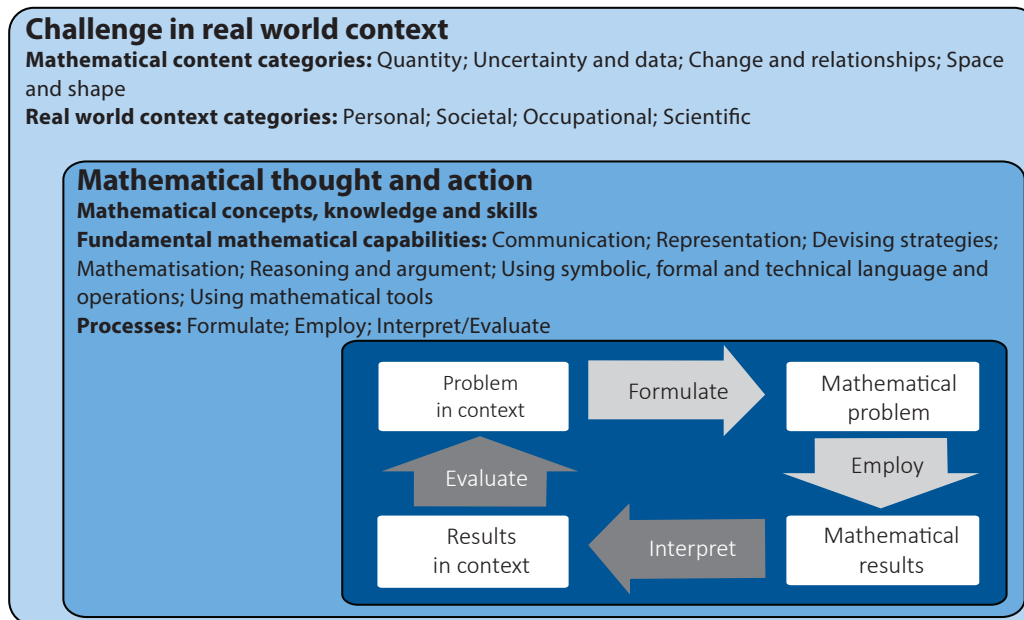 Challenge in real world context
Mathematical content categories: Quantity; Uncertainty and data; Change and relationships; Space
and shape
Real world context categories: Personal; Societal; Occupational; Scientific
Mathematical thought and action
Mathematical concepts, knowledge and skills
Fundamental mathematical capabilities: Communication; Representation; Devising strategies;
Mathematisation; Reasoning and argument; Using symbolic, formal and technical language and
operations; Using mathematical tools
Processes: Formulate; Employ; Interpret/Evaluate
Problem
in context
Formulate
Mathematical
problem
Evaluate
Employ
Results
in context
Interpret
Mathematical
results